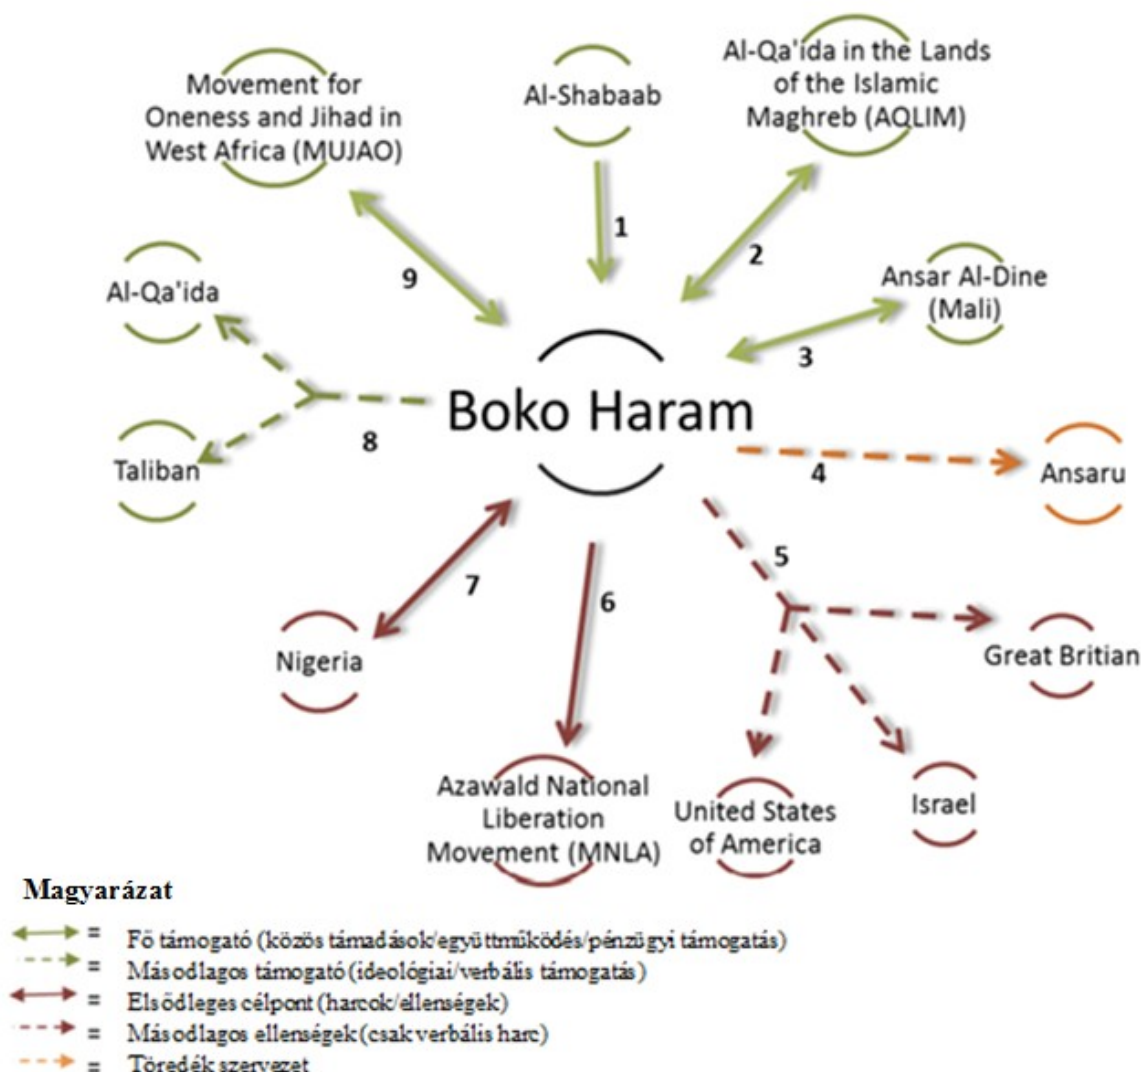 Movement for
Oneness and Jihad in
West Africa (MUJAO)
Al-Shabaab
Al-Qa'ida in the Lands
of the Islamic
Maghreb (AQLIM)
1
2
9
Al-Qa'ida
Ansar Al-Dine
(Mali)
3
Boko Haram
8
Taliban
4
Ansaru
5
7
6
Nigeria
Great Britian
Azawald National
Liberation
Movement (MNLA)
United States
of America
Israel
Magyarázat
= Fő támogató (közös támadások/együttműködés/pénzügyi támogatás)
= Másodlagos támogató (ideológiai/verbális támogatás)
= Elsődleges célpont (harcok/ellenségek)
= Másodlagos ellenségek (csak verbális harc)
= Töredék szervezet